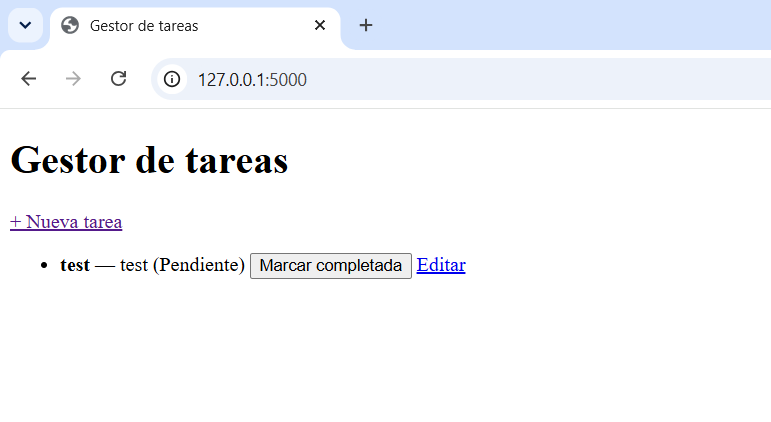 Gestor de tareas
127.0.0.1:5000
Gestor de tareas
+ Nueva tarea
test — test (Pendiente) Marcar completada Editar